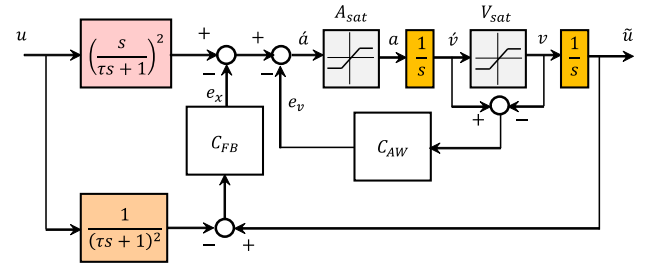 u
(s / (τs + 1))²
+
−
+
−
á
A_sat
a
1/s
v́
V_sat
v
1/s
ũ
e_x
e_v
+
−
C_FB
C_AW
1 / (τs + 1)²
−
+